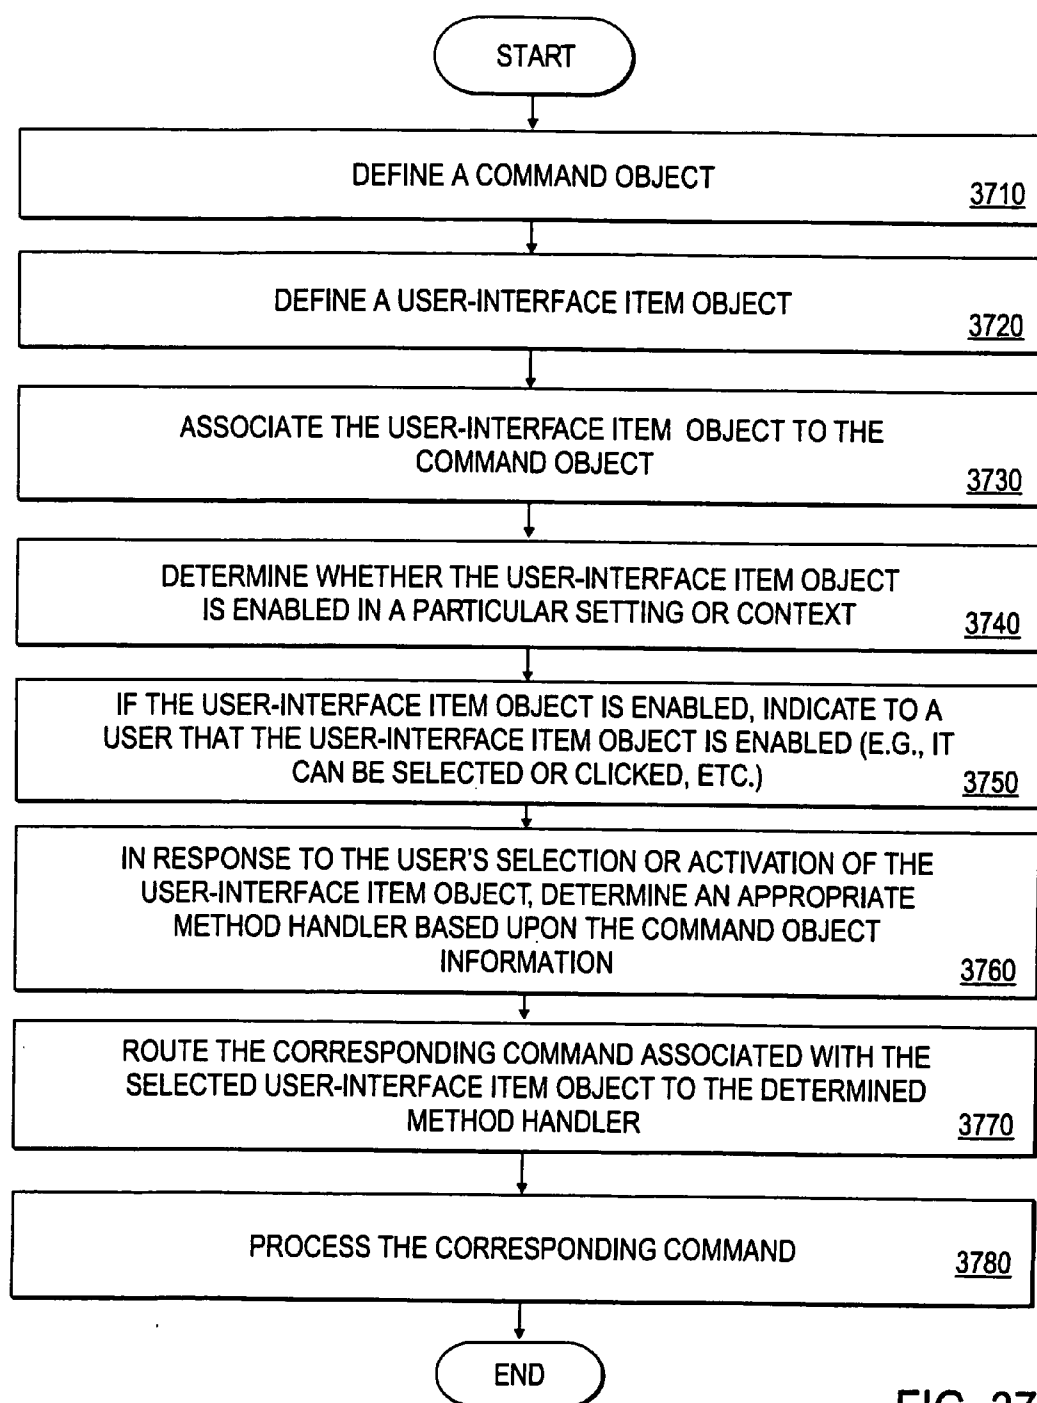 START
DEFINE A COMMAND OBJECT
3710
DEFINE A USER-INTERFACE ITEM OBJECT
3720
ASSOCIATE THE USER-INTERFACE ITEM OBJECT TO THE
COMMAND OBJECT
3730
DETERMINE WHETHER THE USER-INTERFACE ITEM OBJECT
IS ENABLED IN A PARTICULAR SETTING OR CONTEXT
3740
IF THE USER-INTERFACE ITEM OBJECT IS ENABLED, INDICATE TO A
USER THAT THE USER-INTERFACE ITEM OBJECT IS ENABLED (E.G., IT
CAN BE SELECTED OR CLICKED, ETC.)
3750
IN RESPONSE TO THE USER'S SELECTION OR ACTIVATION OF THE
USER-INTERFACE ITEM OBJECT, DETERMINE AN APPROPRIATE
METHOD HANDLER BASED UPON THE COMMAND OBJECT
INFORMATION
3760
ROUTE THE CORRESPONDING COMMAND ASSOCIATED WITH THE
SELECTED USER-INTERFACE ITEM OBJECT TO THE DETERMINED
METHOD HANDLER
3770
PROCESS THE CORRESPONDING COMMAND
3780
END
FIG. 37